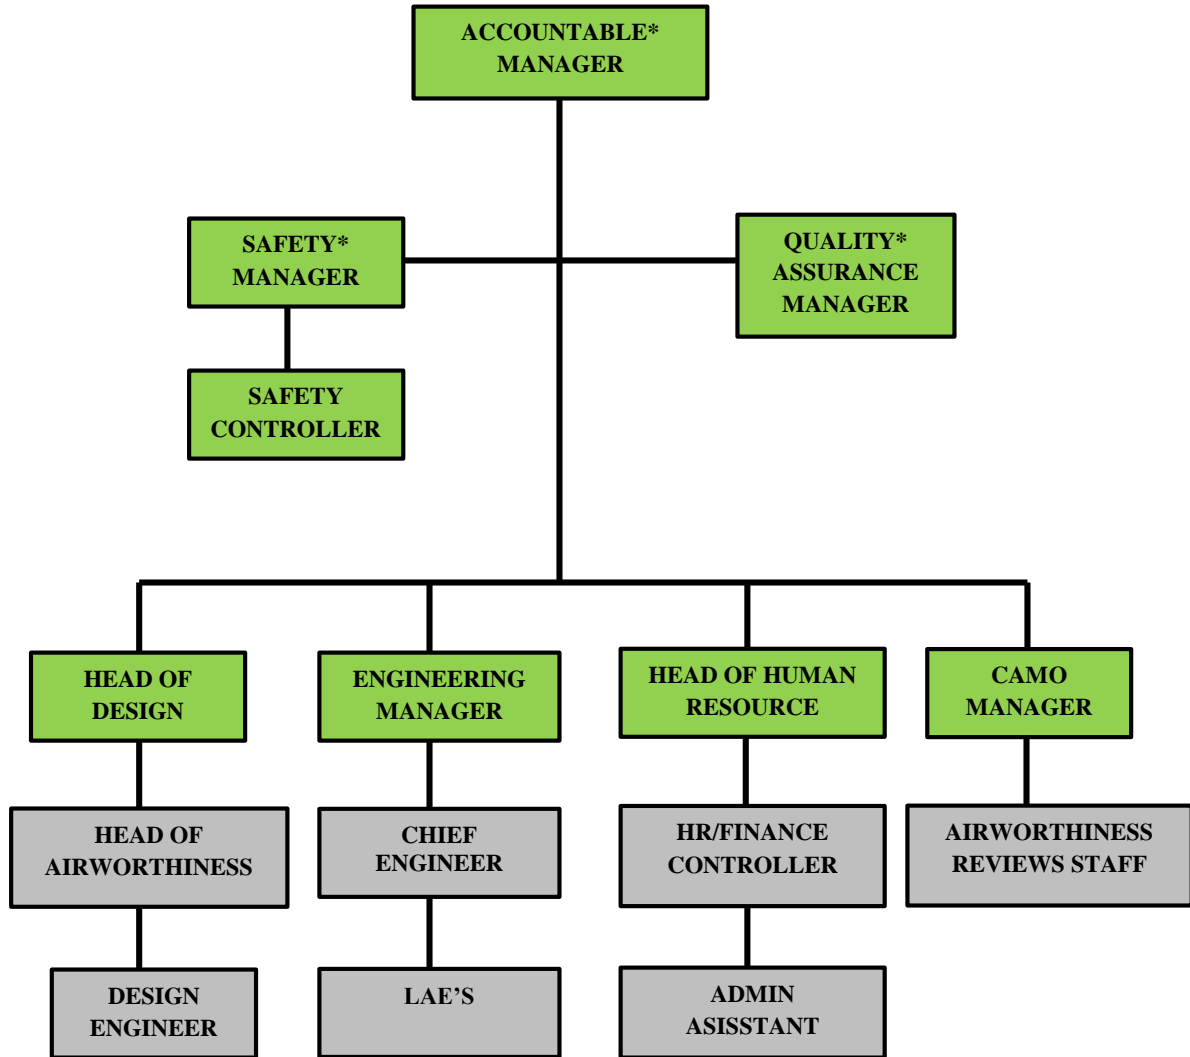 ACCOUNTABLE*
MANAGER
SAFETY*
MANAGER
QUALITY*
ASSURANCE
MANAGER
SAFETY
CONTROLLER
HEAD OF
DESIGN
ENGINEERING
MANAGER
HEAD OF HUMAN
RESOURCE
CAMO
MANAGER
HEAD OF
AIRWORTHINESS
CHIEF
ENGINEER
HR/FINANCE
CONTROLLER
AIRWORTHINESS
REVIEWS STAFF
DESIGN
ENGINEER
LAE’S
ADMIN
ASISSTANT